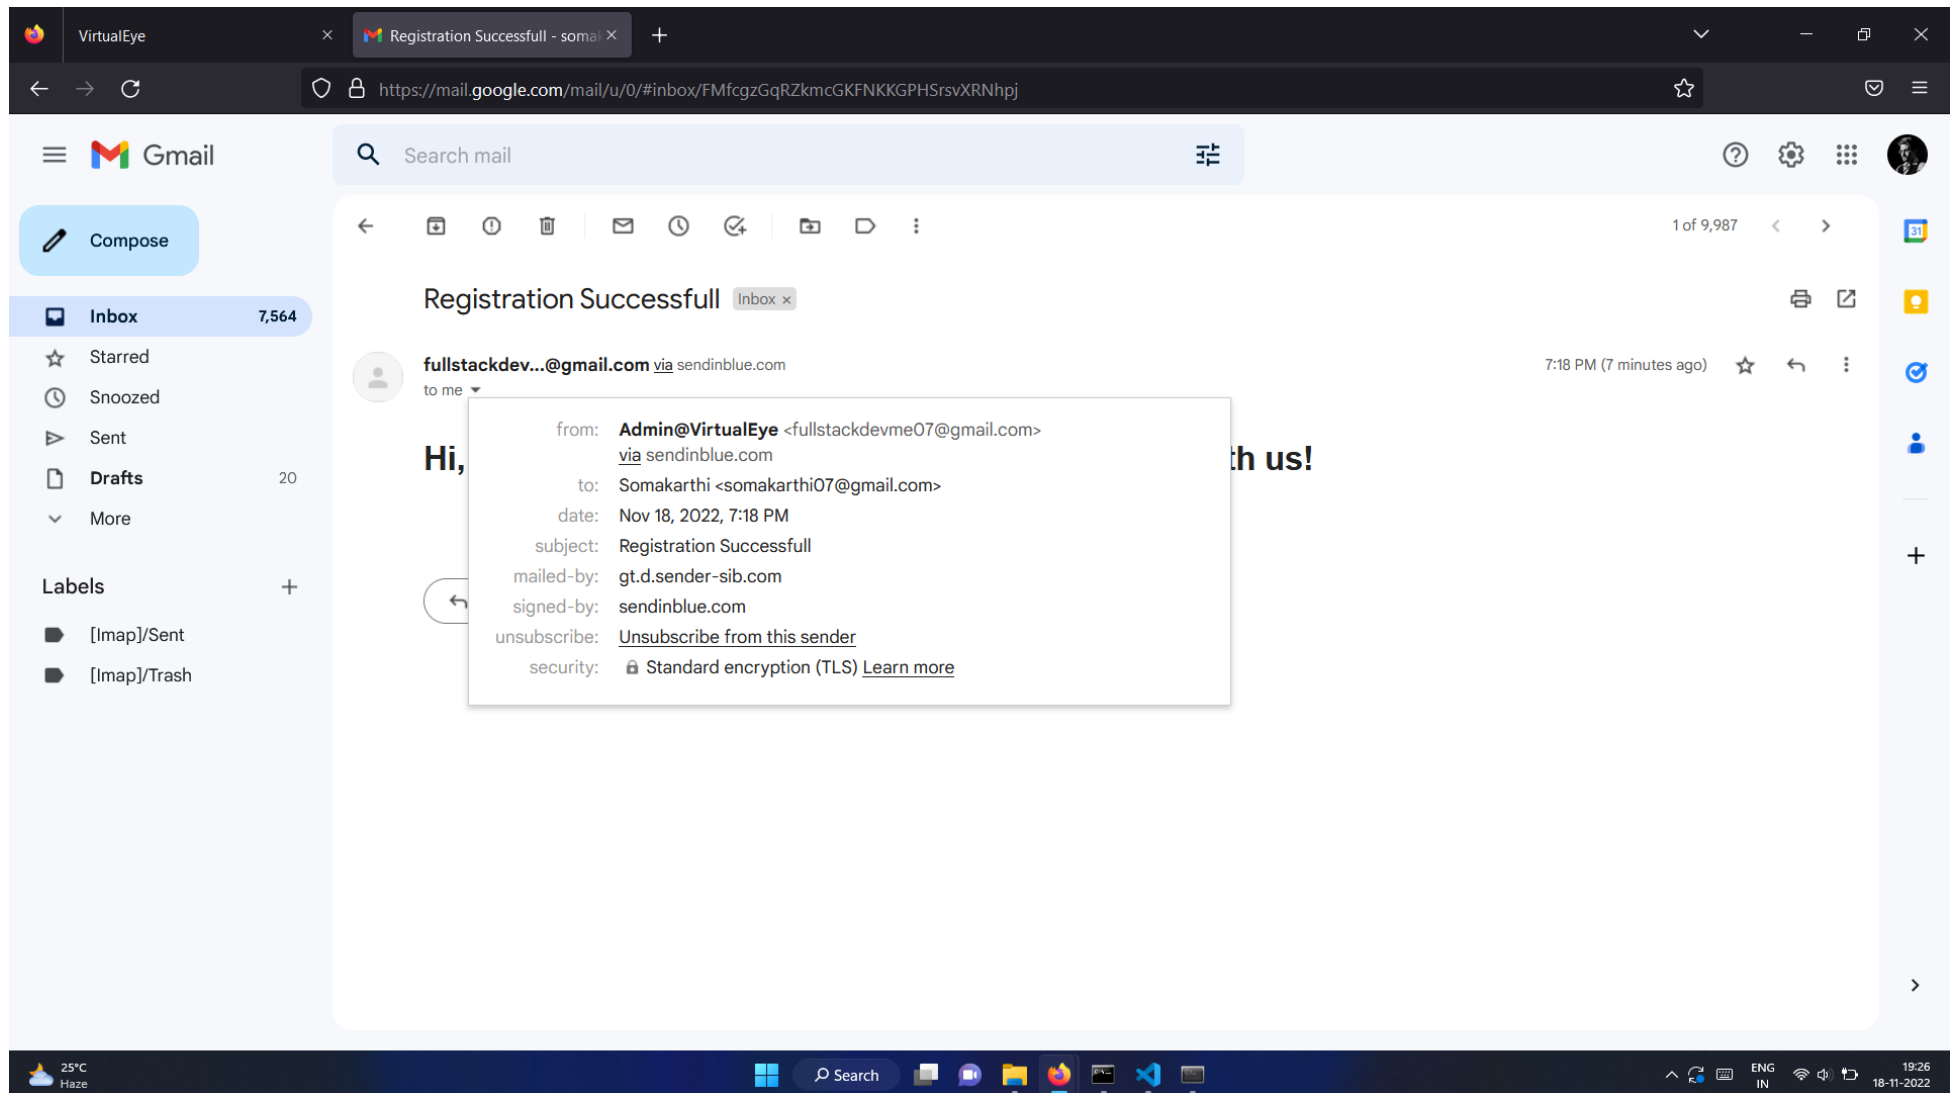 VirtualEye
Registration Successfull - soma
https://mail.google.com/mail/u/0/#inbox/FMfcgzGqRZkmcGKFNKKGPHSrsvXRNhpj
Gmail
Search mail
Compose
1 of 9,987
31
Registration Successfull Inbox ×
Inbox 7,564
Starred
Snoozed
Sent
Drafts 20
More
Labels
[Imap]/Sent
[Imap]/Trash
fullstackdev...@gmail.com via sendinblue.com
7:18 PM (7 minutes ago)
to me
Hi, th us!
from: Admin@VirtualEye <fullstackdevme07@gmail.com>
via sendinblue.com
to: Somakarthi <somakarthi07@gmail.com>
date: Nov 18, 2022, 7:18 PM
subject: Registration Successfull
mailed-by: gt.d.sender-sib.com
signed-by: sendinblue.com
unsubscribe: Unsubscribe from this sender
security: Standard encryption (TLS) Learn more
25°C
Haze
Search
ENG
IN
19:26
18-11-2022